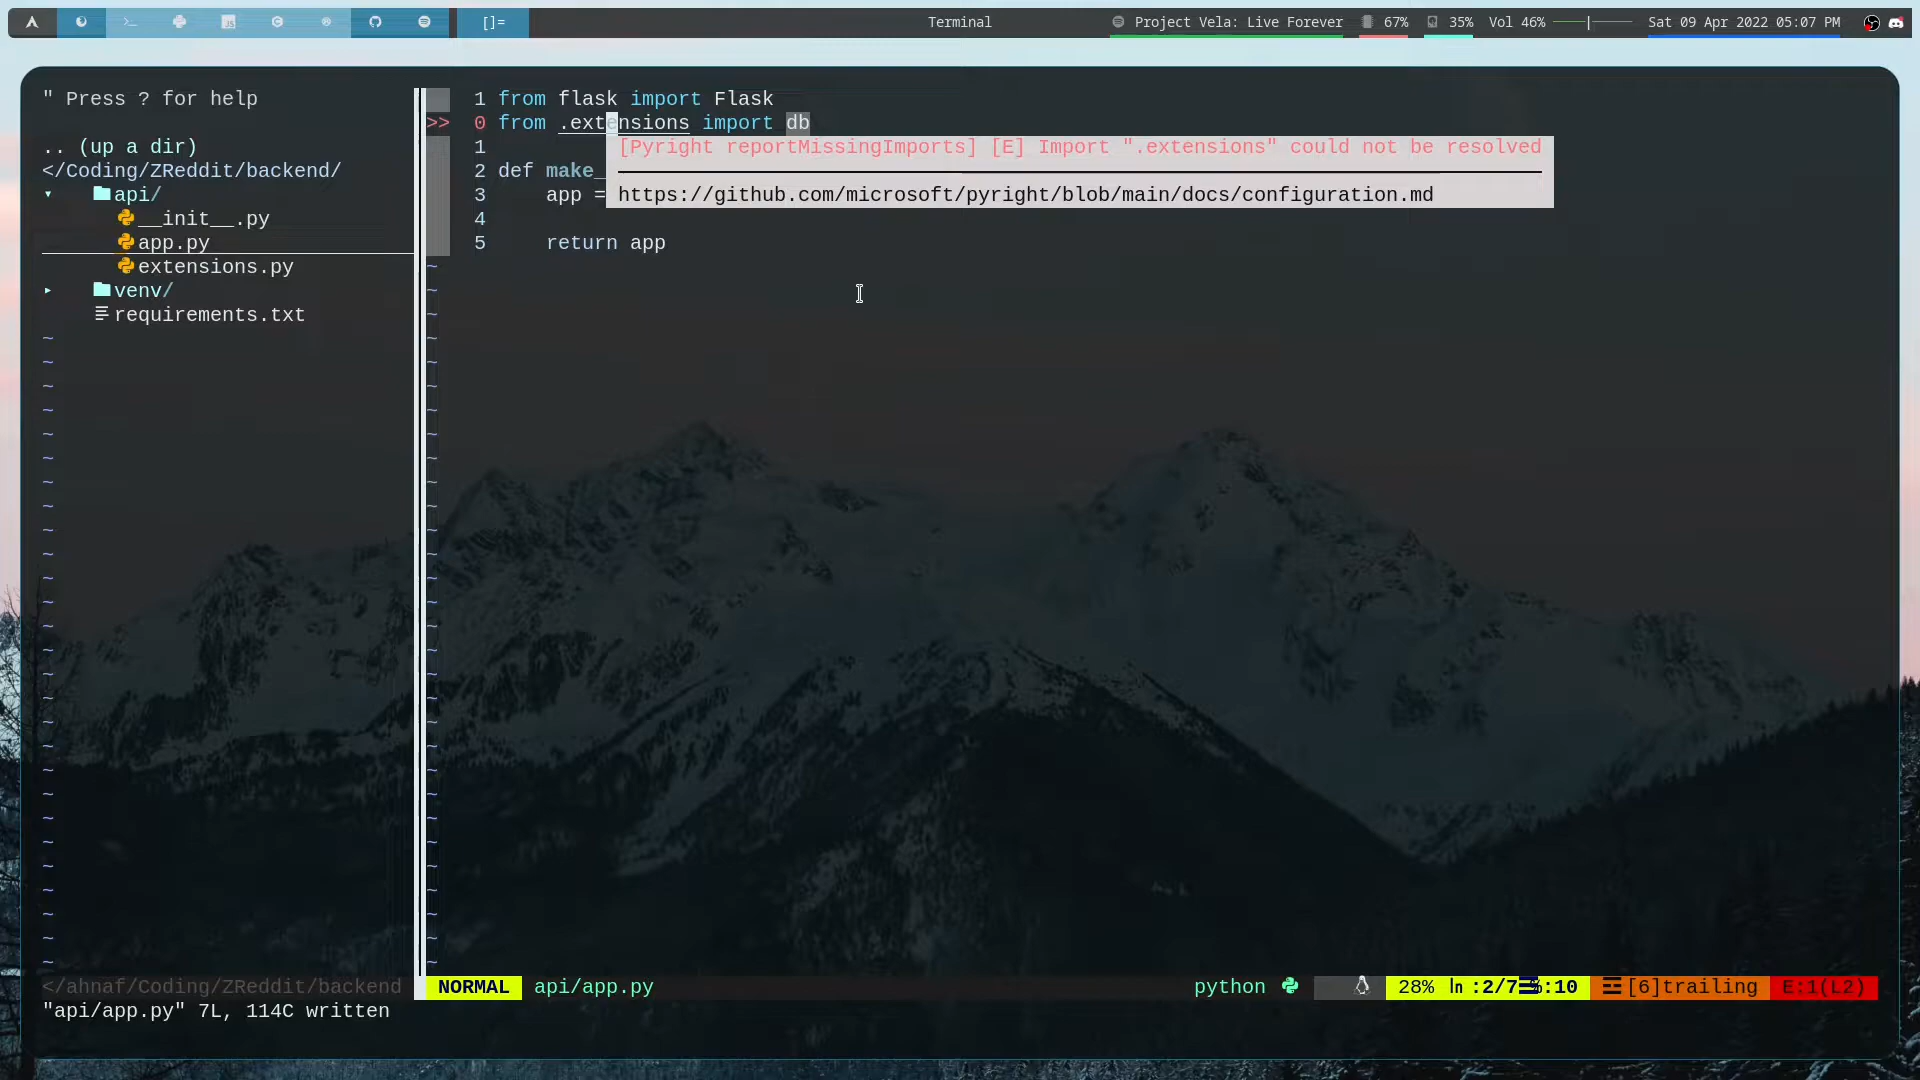 []=
Terminal
Project Vela: Live Forever
67%
35%
Vol 46%
Sat 09 Apr 2022 05:07 PM
" Press ? for help
.. (up a dir)
</Coding/ZReddit/backend/
▾ api/
__init__.py
app.py
extensions.py
▸ venv/
requirements.txt
1 from flask import Flask
>> 0 from .extensions import db
1
[Pyright reportMissingImports] [E] Import ".extensions" could not be resolved
2 def make_
3 app =
https://github.com/microsoft/pyright/blob/main/docs/configuration.md
4
5 return app
</ahnaf/Coding/ZReddit/backend
NORMAL api/app.py
python
28% ㏑:2/7☰℅:10
☲[6]trailing
E:1(L2)
"api/app.py" 7L, 114C written